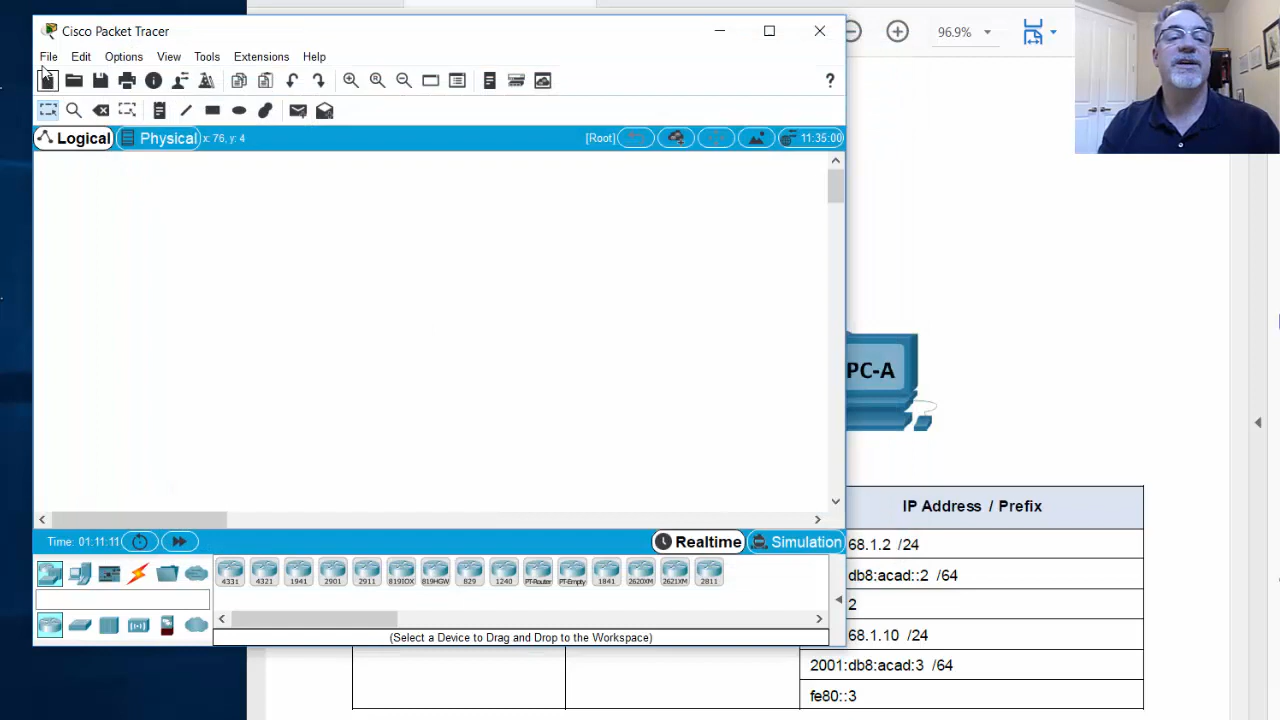 Cisco Packet Tracer
File Edit Options View Tools Extensions Help
96.9%
?
Logical Physical x: 76, y: 4 [Root] 11:35:00
PC-A
IP Address / Prefix
68.1.2 /24
db8:acad::2 /64
2
68.1.10 /24
2001:db8:acad:3 /64
fe80::3
Time: 01:11:11 Realtime Simulation
4331 4321 1941 2901 2911 819IOX 819HGW 829 1240 PT-Router PT-Empty 1841 2620XM 2621XM 2811
(Select a Device to Drag and Drop to the Workspace)